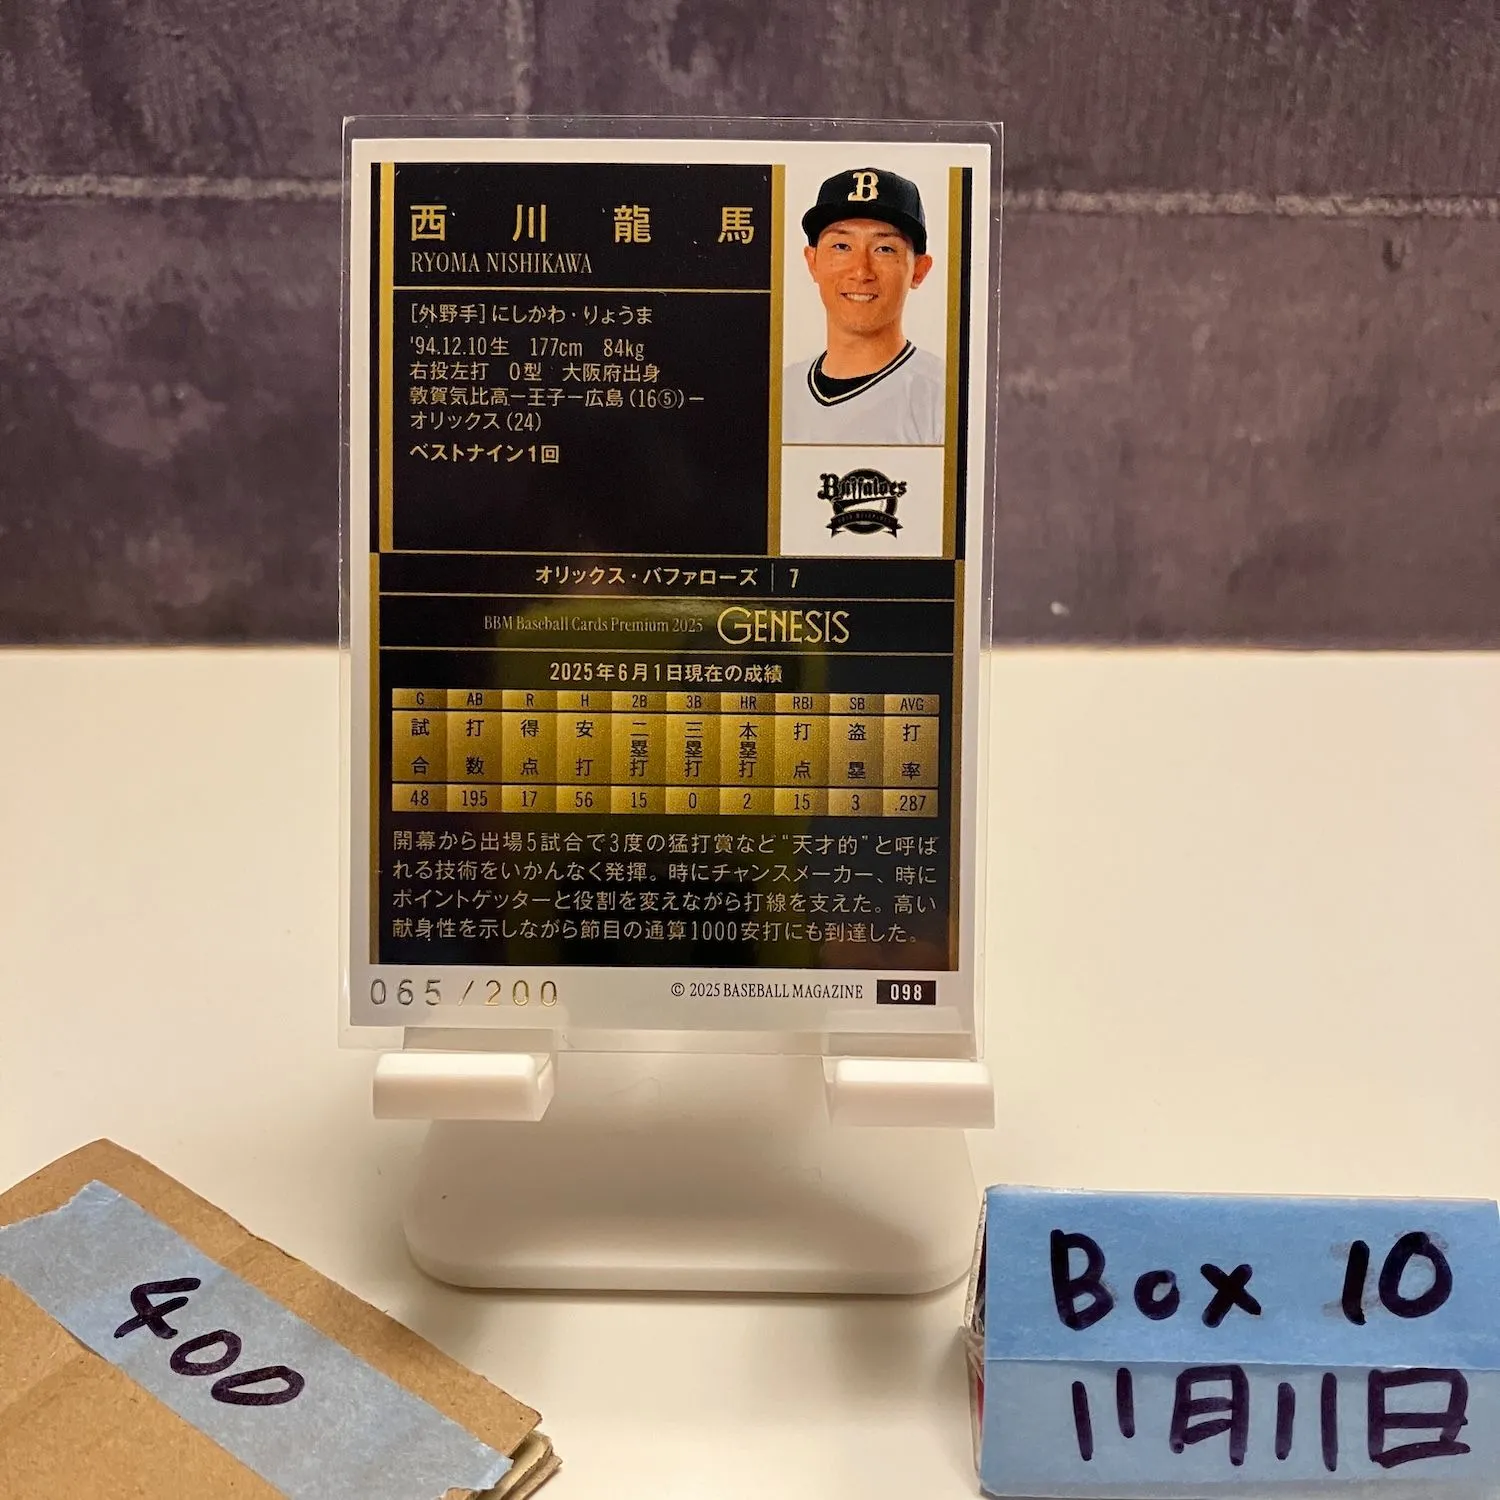 西川龍馬
RYOMA NISHIKAWA
[外野手]にしかわ・りょうま
'94.12.10生 177cm 84kg
右投左打 O型 大阪府出身
敦賀気比高ー王子ー広島(16⑤)ー
オリックス(24)
ベストナイン1回
B
Buffaloes
オリックス・バファローズ | 7
BBM Baseball Cards Premium 2025 GENESIS
2025年6月1日現在の成績
G AB R H 2B 3B HR RBI SB AVG
試合 打数 得点 安打 二塁打 三塁打 本塁打 打点 盗塁 打率
48 195 17 56 15 0 2 15 3 .287
開幕から出場5試合で3度の猛打賞など"天才的"と呼ば
れる技術をいかんなく発揮。時にチャンスメーカー、時に
ポイントゲッターと役割を変えながら打線を支えた。高い
献身性を示しながら節目の通算1000安打にも到達した。
065/200
© 2025 BASEBALL MAGAZINE 098
400
Box 10
11月11日